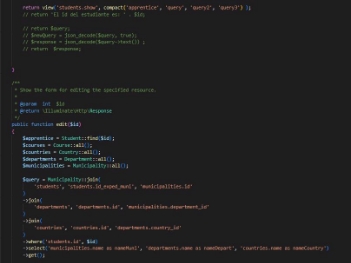 return view('students.show', compact('apprentice', 'query', 'query2', 'query3') );
// return "El id del estudiante es: " . $id;
// return $query;
// $newQuery = json_decode($query, true);
// $response = json_decode($query->text()) ;
// return $response;
}
/**
* Show the form for editing the specified resource.
*
* @param int $id
* @return \Illuminate\Http\Response
*/
public function edit($id)
{
$apprentice = Student::find($id);
$courses = Course::all();
$countries = Country::all();
$departments = Department::all();
$municipalities = Municipality::all();
$query = Municipality::join(
'students', 'students.id_exped_muni', 'municipalities.id'
)
->join(
'departments', 'departments.id', 'municipalities.department_id'
)
->join(
'countries', 'countries.id', 'departments.country_id'
)
->where('students.id', $id)
->select('municipalities.name as nameMuni', 'departments.name as nameDepart', 'countries.name as nameCountry')
->get();